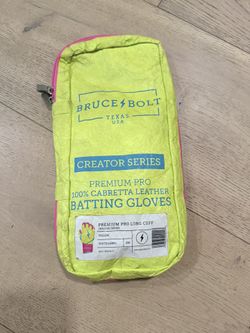 BRUCE BOLT
TEXAS
USA
CREATOR SERIES
PREMIUM PRO
100% CABRETTA LEATHER
BATTING GLOVES
PREMIUM PRO LONG CUFF